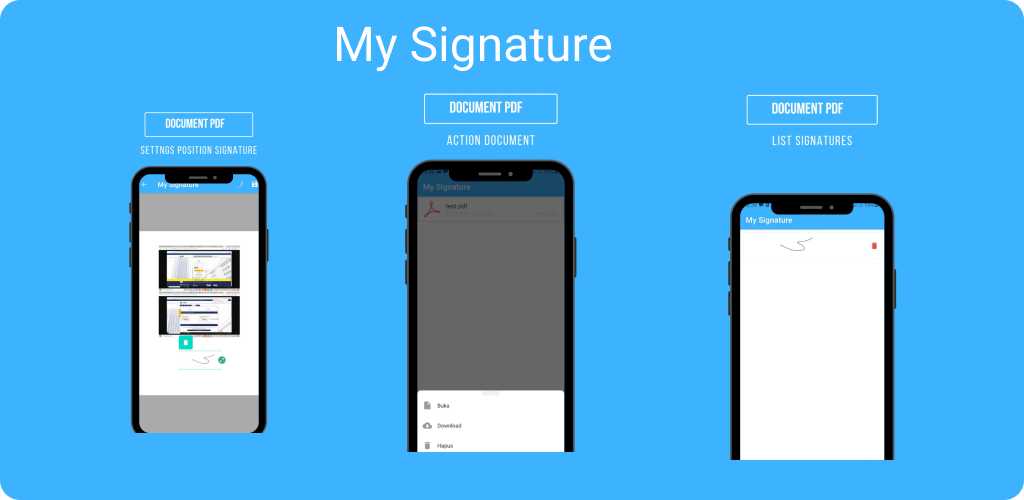 My Signature
DOCUMENT PDF
SETTNGS POSITION SIGNATURE
My Signature
DOCUMENT PDF
ACTION DOCUMENT
My Signature
test.pdf
Buka
Download
Hapus
DOCUMENT PDF
LIST SIGNATURES
My Signature